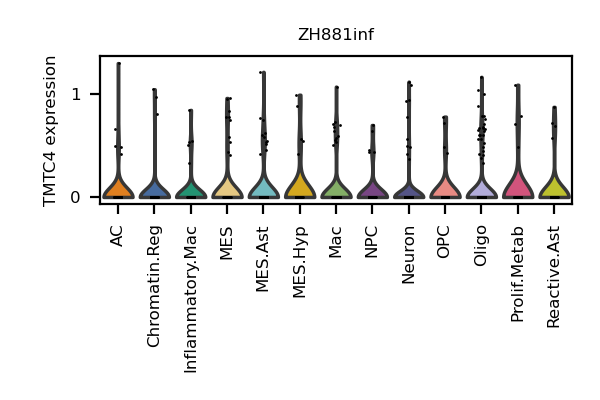 ZH881inf
TMTC4 expression
1
0
AC
Chromatin.Reg
Inflammatory.Mac
MES
MES.Ast
MES.Hyp
Mac
NPC
Neuron
OPC
Oligo
Prolif.Metab
Reactive.Ast